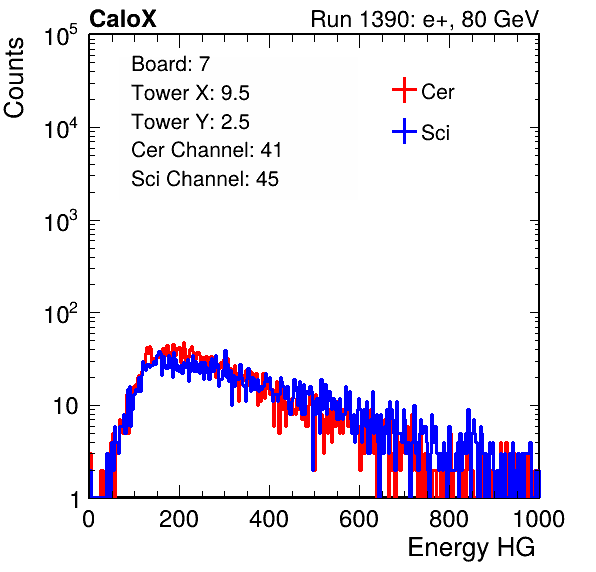 CaloX Run 1390: e+, 80 GeV
Counts
Board: 7
Tower X: 9.5
Tower Y: 2.5
Cer Channel: 41
Sci Channel: 45
Cer
Sci
10^5
10^4
10^3
10^2
10
1
0 200 400 600 800 1000
Energy HG